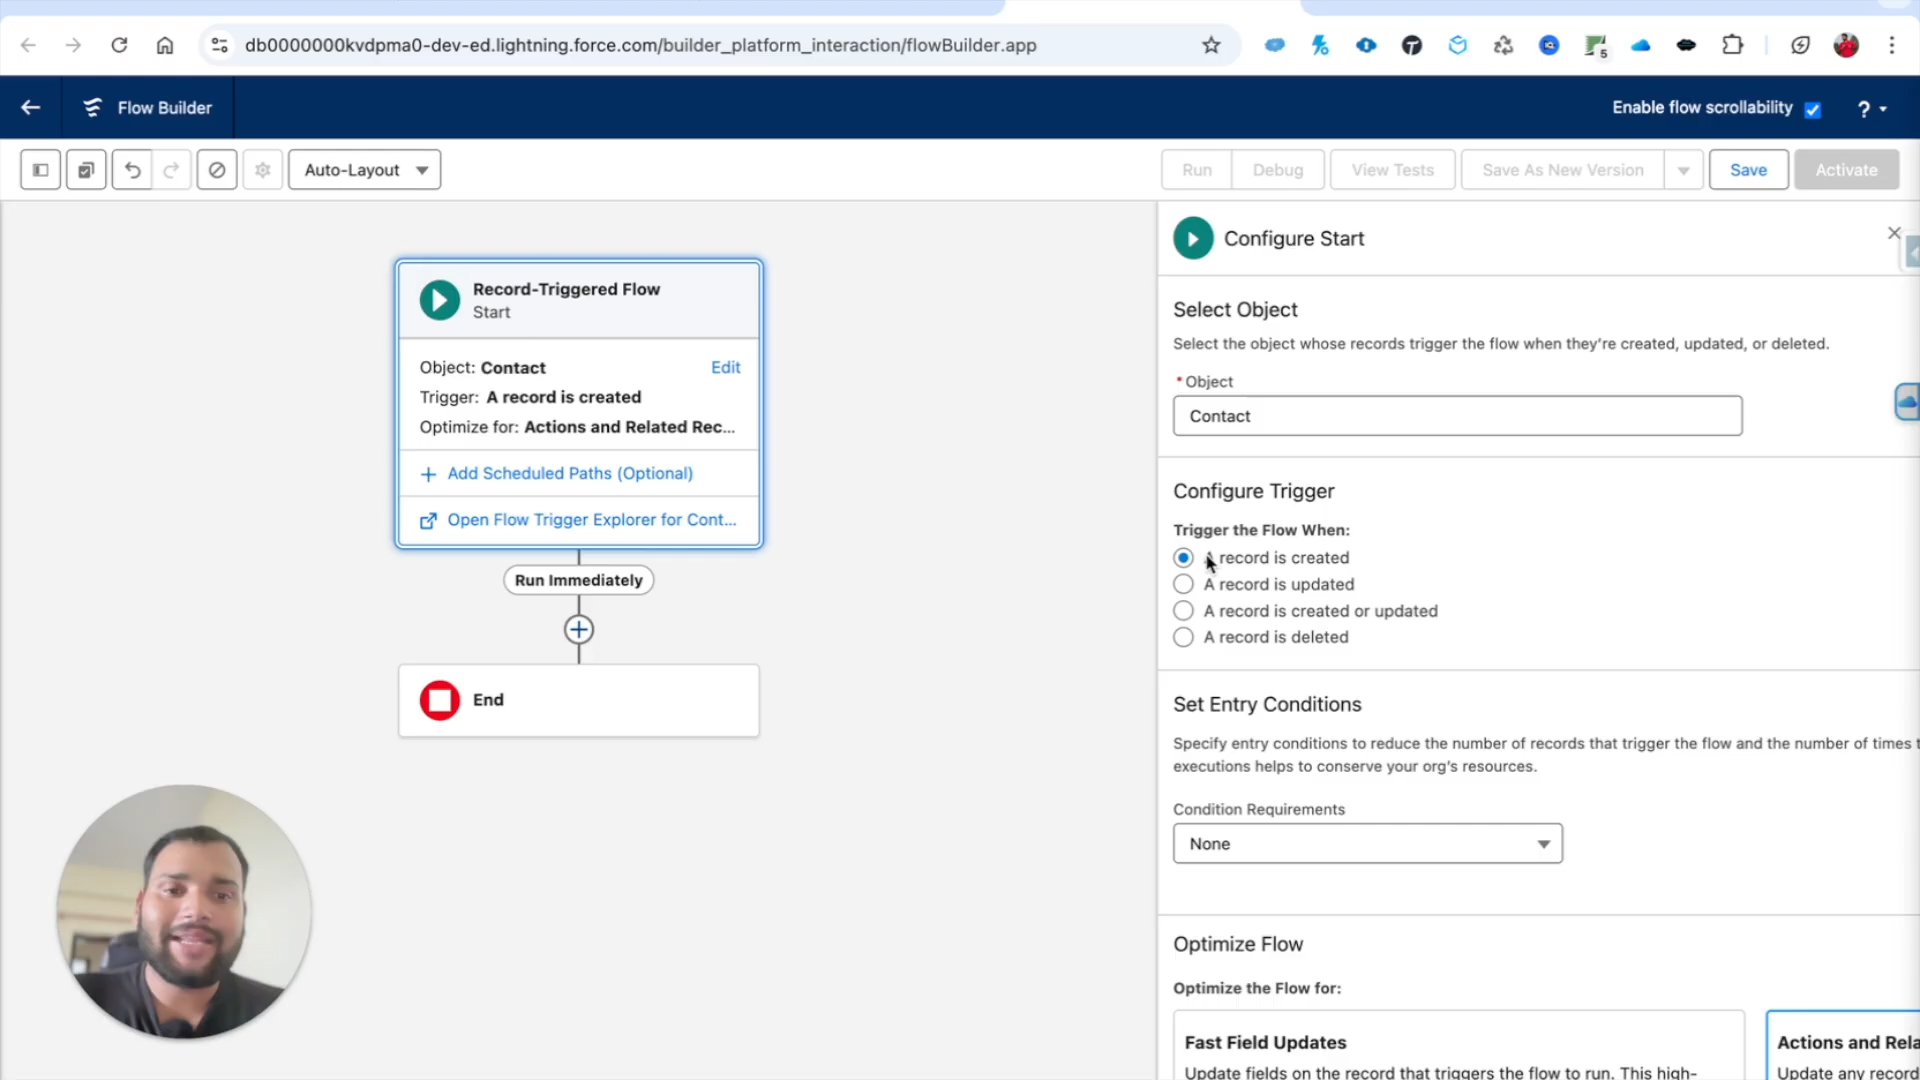 db0000000kvdpma0-dev-ed.lightning.force.com/builder_platform_interaction/flowBuilder.app
5
Flow Builder
Enable flow scrollability
?
Auto-Layout
Run
Debug
View Tests
Save As New Version
Save
Activate
Record-Triggered Flow
Start
Object: Contact
Edit
Trigger: A record is created
Optimize for: Actions and Related Rec...
Add Scheduled Paths (Optional)
Open Flow Trigger Explorer for Cont...
Run Immediately
End
Configure Start
Select Object
Select the object whose records trigger the flow when they're created, updated, or deleted.
* Object
Contact
Configure Trigger
Trigger the Flow When:
A record is created
A record is updated
A record is created or updated
A record is deleted
Set Entry Conditions
Specify entry conditions to reduce the number of records that trigger the flow and the number of times t
executions helps to conserve your org's resources.
Condition Requirements
None
Optimize Flow
Optimize the Flow for:
Fast Field Updates
Update fields on the record that triggers the flow to run. This high-
Actions and Rela
Update any record